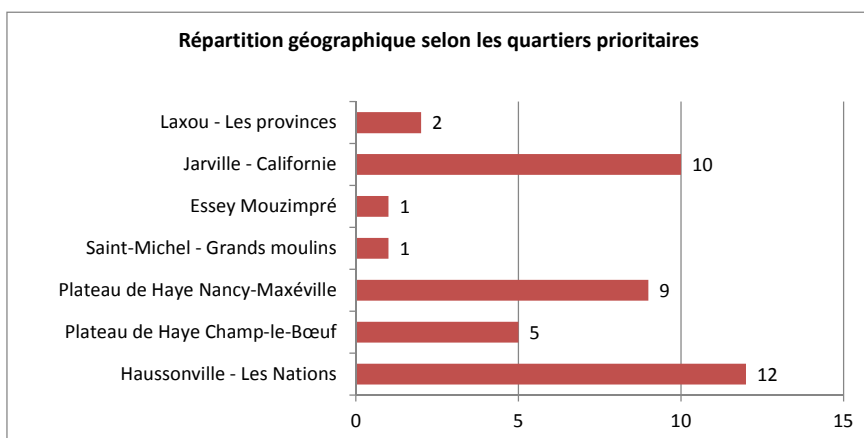 Répartition géographique selon les quartiers prioritaires
Laxou - Les provinces 2
Jarville - Californie 10
Essey Mouzimpré 1
Saint-Michel - Grands moulins 1
Plateau de Haye Nancy-Maxéville 9
Plateau de Haye Champ-le-Bœuf 5
Haussonville - Les Nations 12
0 5 10 15